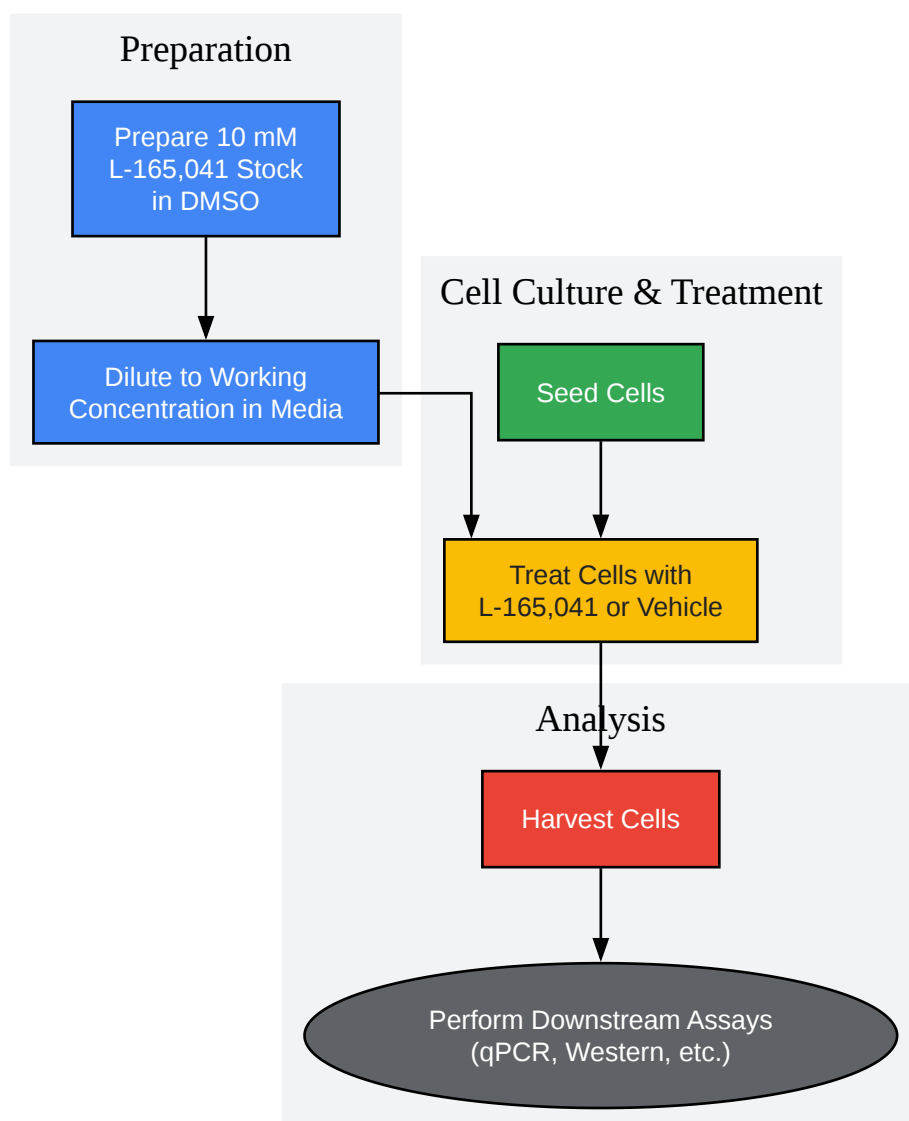 Preparation
Prepare 10 mM
L-165,041 Stock
in DMSO
Dilute to Working
Concentration in Media
Cell Culture & Treatment
Seed Cells
Treat Cells with
L-165,041 or Vehicle
Analysis
Harvest Cells
Perform Downstream Assays
(qPCR, Western, etc.)